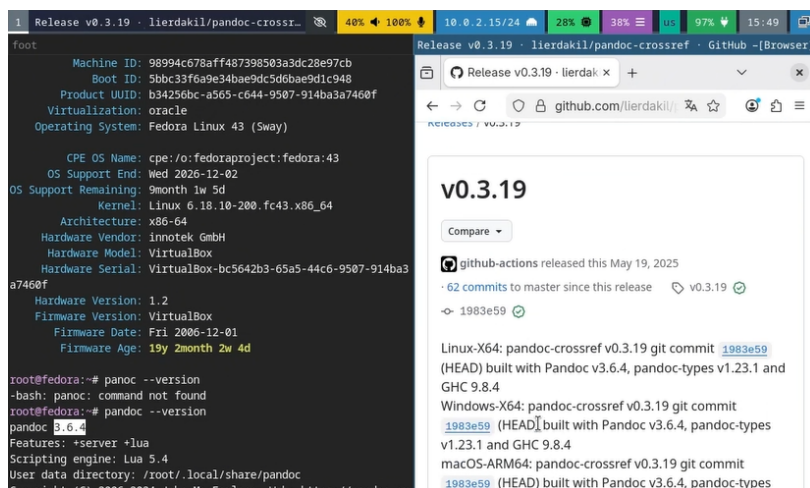 1 Release v0.3.19 · lierdakil/pandoc-crossr… 40% 100% 10.0.2.15/24 28% 38% us 97% 15:49
foot
Machine ID: 98994c678aff487398503a3dc28e97cb
Boot ID: 5bbc33f6a9e34bae9dc5d6bae9d1c948
Product UUID: b34256bc-a565-c644-9507-914ba3a7460f
Virtualization: oracle
Operating System: Fedora Linux 43 (Sway)
CPE OS Name: cpe:/o:fedoraproject:fedora:43
OS Support End: Wed 2026-12-02
OS Support Remaining: 9month 1w 5d
Kernel: Linux 6.18.10-200.fc43.x86_64
Architecture: x86-64
Hardware Vendor: innotek GmbH
Hardware Model: VirtualBox
Hardware Serial: VirtualBox-bc5642b3-65a5-44c6-9507-914ba3
a7460f
Hardware Version: 1.2
Firmware Version: VirtualBox
Firmware Date: Fri 2006-12-01
Firmware Age: 19y 2month 2w 4d
root@fedora:~# panoc --version
-bash: panoc: command not found
root@fedora:~# pandoc --version
pandoc 3.6.4
Features: +server +lua
Scripting engine: Lua 5.4
User data directory: /root/.local/share/pandoc
Release v0.3.19 · lierdakil/pandoc-crossref · GitHub –[Browser
Release v0.3.19 · lierdak
github.com/lierdakil/
Releases / v0.3.19
v0.3.19
Compare
github-actions released this May 19, 2025
· 62 commits to master since this release v0.3.19
1983e59
Linux-X64: pandoc-crossref v0.3.19 git commit 1983e59
(HEAD) built with Pandoc v3.6.4, pandoc-types v1.23.1 and
GHC 9.8.4
Windows-X64: pandoc-crossref v0.3.19 git commit
1983e59 (HEAD) built with Pandoc v3.6.4, pandoc-types
v1.23.1 and GHC 9.8.4
macOS-ARM64: pandoc-crossref v0.3.19 git commit
1983e59 (HEAD) built with Pandoc v3.6.4, pandoc-types